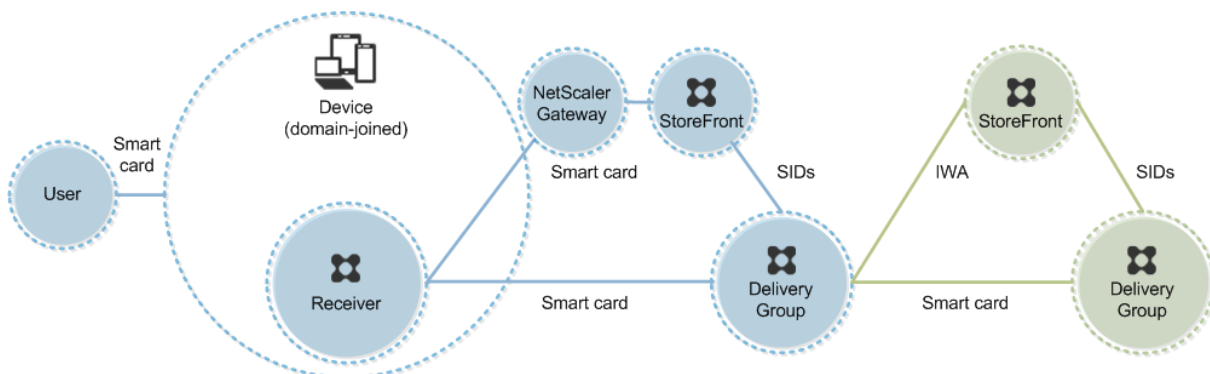 Device
(domain-joined)
NetScaler
Gateway
StoreFront
StoreFront
Smart
card
User
Smart card
SIDs
IWA
SIDs
Receiver
Smart card
Delivery
Group
Smart card
Delivery
Group